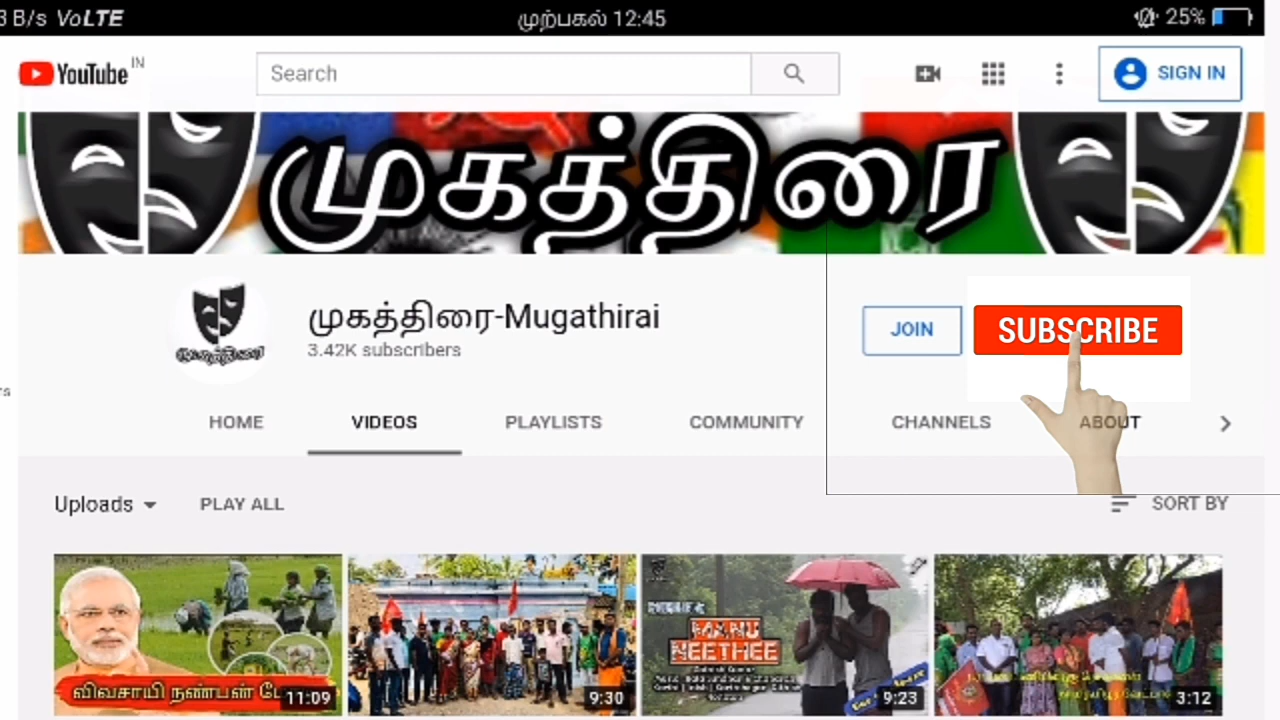 3 B/s VoLTE முற்பகல் 12:45 25%
YouTube IN Search SIGN IN
முகத்திரை
முகத்திரை-Mugathirai
முகத்திரை
3.42K subscribers
JOIN SUBSCRIBE
HOME VIDEOS PLAYLISTS COMMUNITY CHANNELS ABOUT
Uploads PLAY ALL SORT BY
விவசாயி நண்பன் 11:09
MANU
NEETHEE
9:30 9:23 3:12